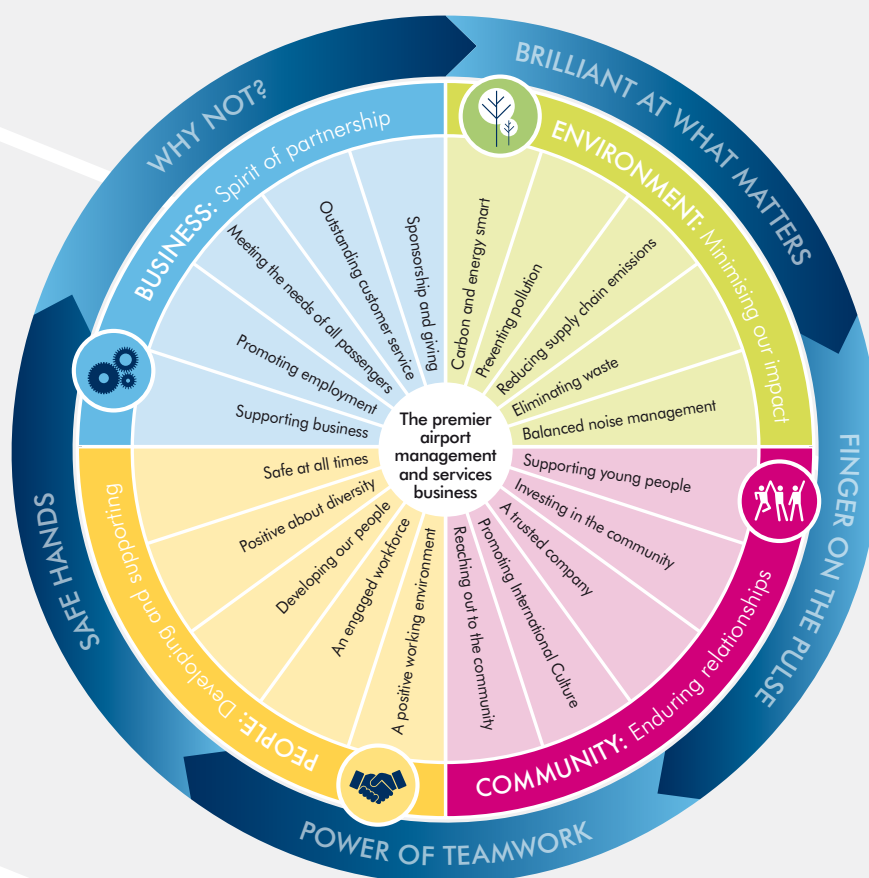 WHY NOT?
BRILLIANT AT WHAT MATTERS
FINGER ON THE PULSE
POWER OF TEAMWORK
SAFE HANDS
BUSINESS: Spirit of partnership
Supporting business
Promoting employment
Meeting the needs of all passengers
Outstanding customer service
Sponsorship and giving
ENVIRONMENT: Minimising our impact
Carbon and energy smart
Preventing pollution
Reducing supply chain emissions
Eliminating waste
Balanced noise management
COMMUNITY: Enduring relationships
Supporting young people
Investing in the community
A trusted company
Promoting International Culture
Reaching out to the community
PEOPLE: Developing and supporting
A positive working environment
An engaged workforce
Developing our people
Positive about diversity
Safe at all times
The premier
airport
management
and services
business